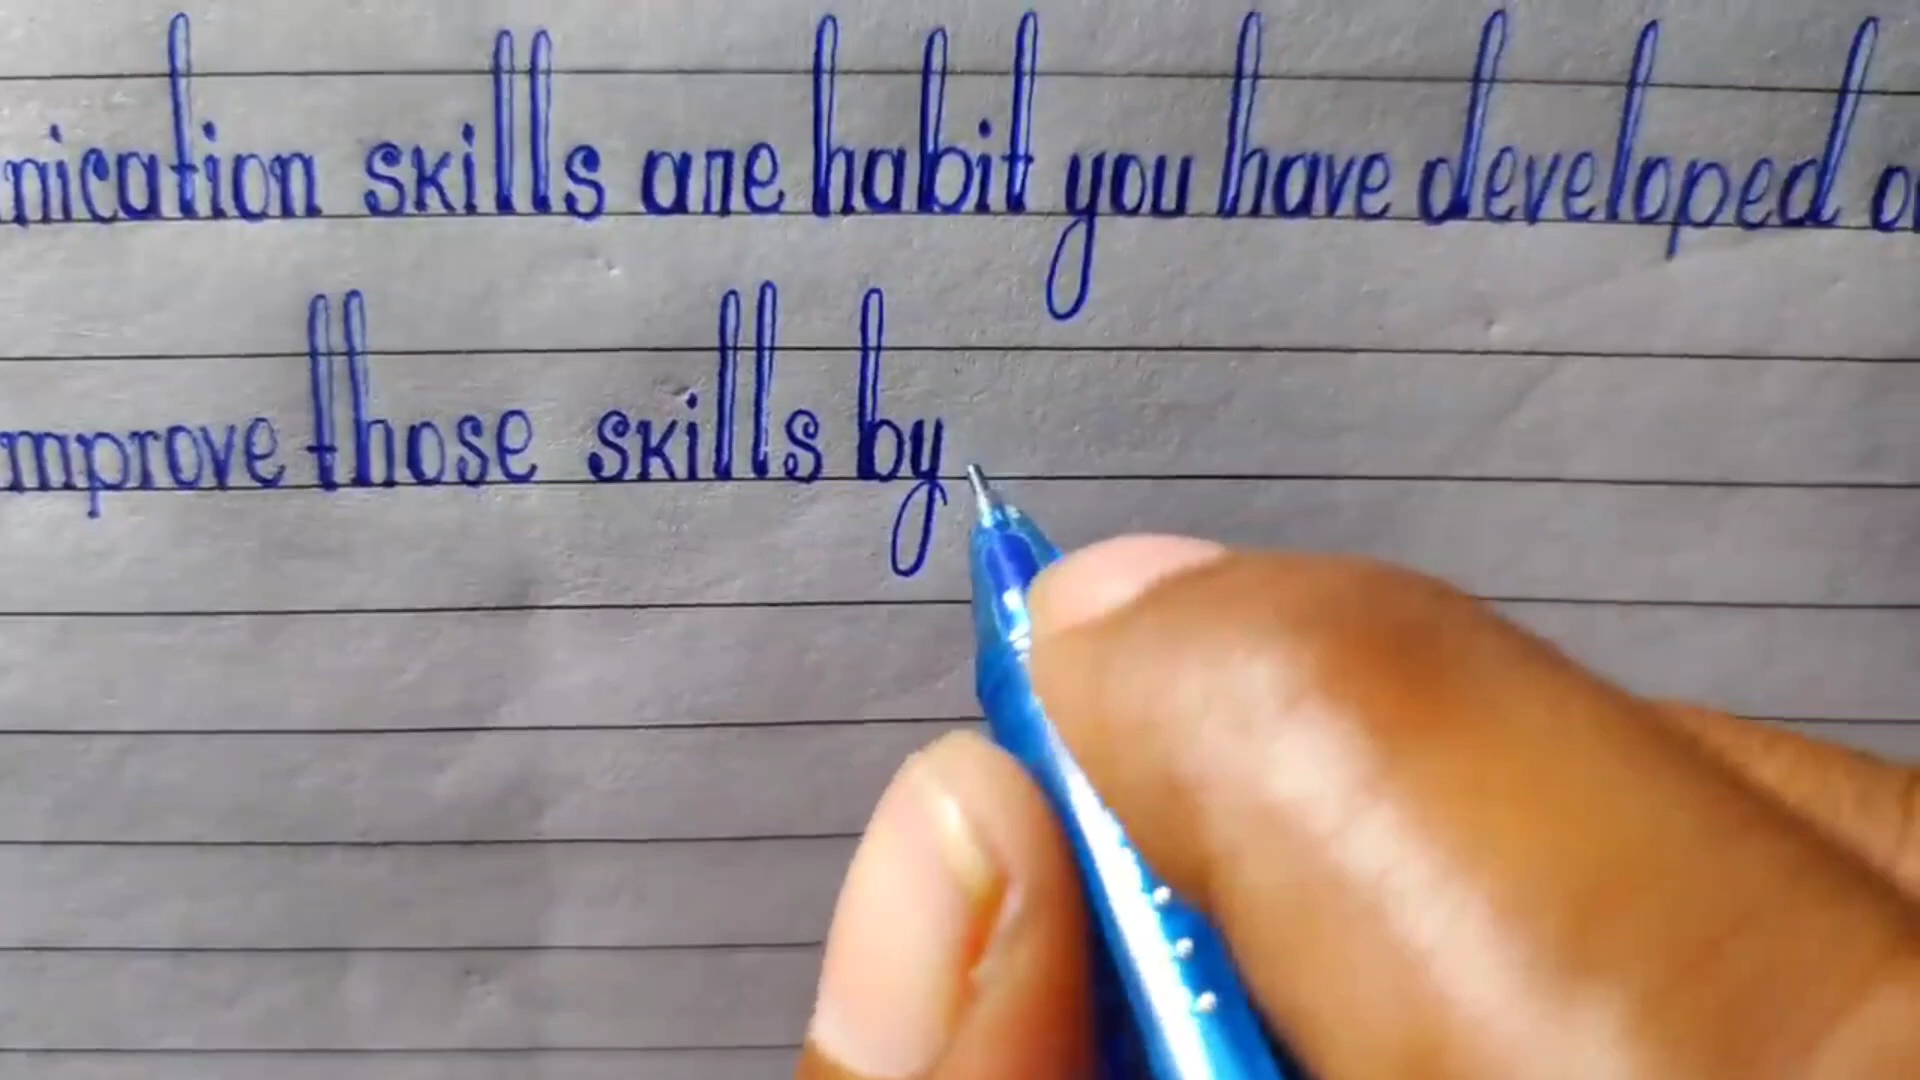 nication skills are habit you have developed o
mprove those skills by